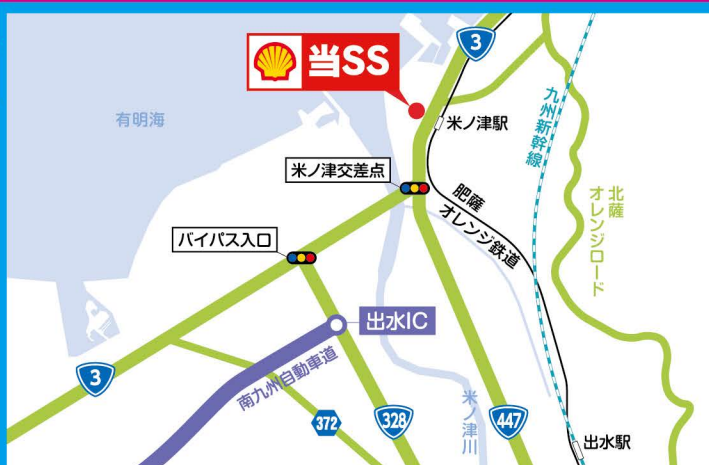 当SS
3
有明海
米ノ津駅
九州新幹線
米ノ津交差点
肥薩
オレンジ鉄道
北薩
オレンジロード
バイパス入口
出水IC
3
南九州自動車道
372
328
米ノ津川
447
出水駅